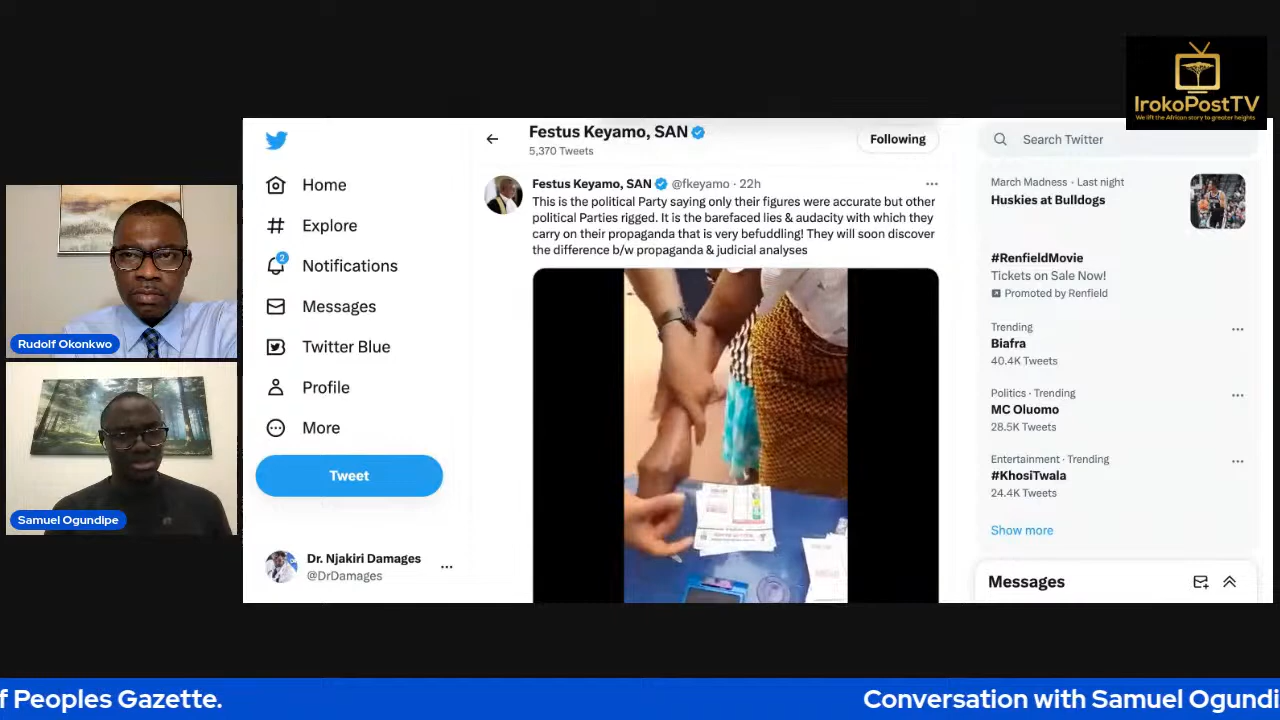 IrokoPostTV
We lift the African story to greater heights
Rudolf Okonkwo
Samuel Ogundipe
Home
Explore
2
Notifications
Messages
Twitter Blue
Profile
More
Tweet
Dr. Njakiri Damages
@DrDamages
Festus Keyamo, SAN
5,370 Tweets
Following
Festus Keyamo, SAN @fkeyamo · 22h
This is the political Party saying only their figures were accurate but other
political Parties rigged. It is the barefaced lies & audacity with which they
carry on their propaganda that is very befuddling! They will soon discover
the difference b/w propaganda & judicial analyses
Search Twitter
March Madness · Last night
Huskies at Bulldogs
#RenfieldMovie
Tickets on Sale Now!
Promoted by Renfield
Trending
Biafra
40.4K Tweets
Politics · Trending
MC Oluomo
28.5K Tweets
Entertainment · Trending
#KhosiTwala
24.4K Tweets
Show more
Messages
f Peoples Gazette.
Conversation with Samuel Ogundi